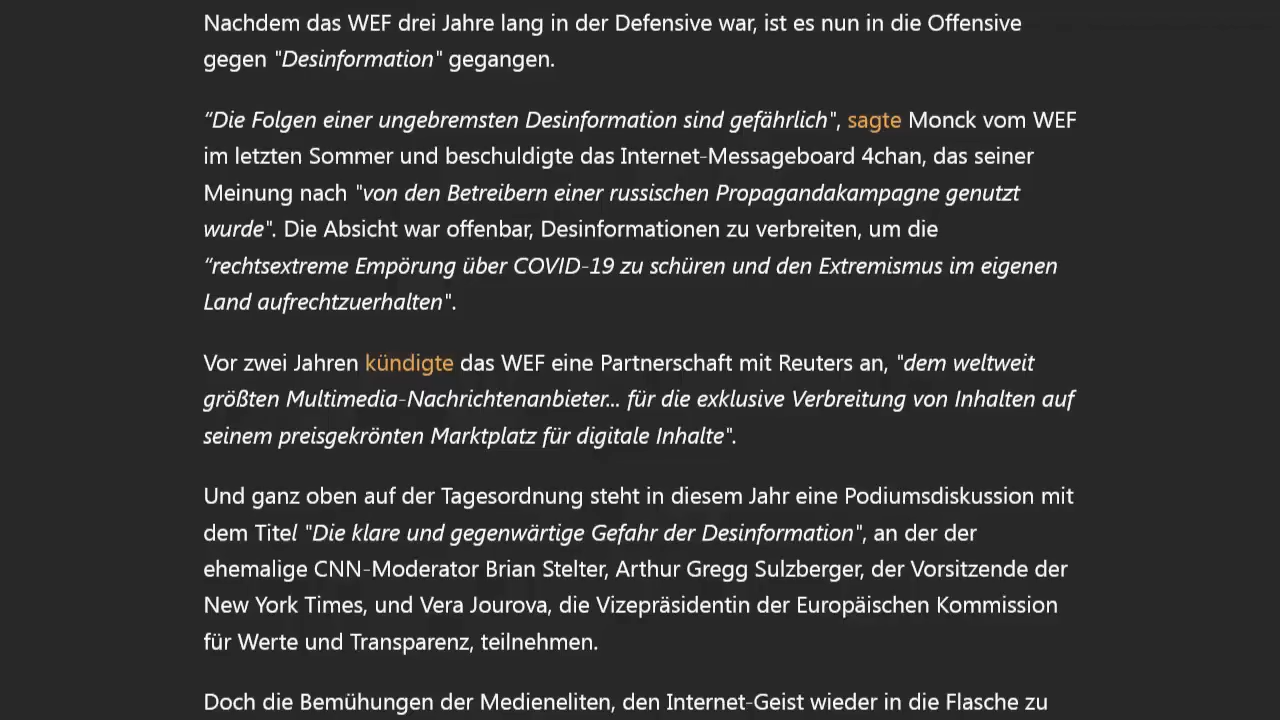 Nachdem das WEF drei Jahre lang in der Defensive war, ist es nun in die Offensive
gegen "Desinformation" gegangen.
“Die Folgen einer ungebremsten Desinformation sind gefährlich", sagte Monck vom WEF
im letzten Sommer und beschuldigte das Internet-Messageboard 4chan, das seiner
Meinung nach "von den Betreibern einer russischen Propagandakampagne genutzt
wurde". Die Absicht war offenbar, Desinformationen zu verbreiten, um die
“rechtsextreme Empörung über COVID-19 zu schüren und den Extremismus im eigenen
Land aufrechtzuerhalten".
Vor zwei Jahren kündigte das WEF eine Partnerschaft mit Reuters an, "dem weltweit
größten Multimedia-Nachrichtenanbieter... für die exklusive Verbreitung von Inhalten auf
seinem preisgekrönten Marktplatz für digitale Inhalte".
Und ganz oben auf der Tagesordnung steht in diesem Jahr eine Podiumsdiskussion mit
dem Titel "Die klare und gegenwärtige Gefahr der Desinformation", an der der
ehemalige CNN-Moderator Brian Stelter, Arthur Gregg Sulzberger, der Vorsitzende der
New York Times, und Vera Jourova, die Vizepräsidentin der Europäischen Kommission
für Werte und Transparenz, teilnehmen.
Doch die Bemühungen der Medieneliten, den Internet-Geist wieder in die Flasche zu